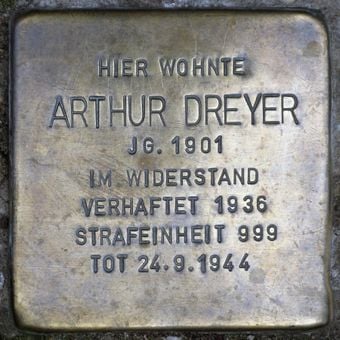 HIER WOHNTE
ARTHUR DREYER
JG. 1901
IM WIDERSTAND
VERHAFTET 1936
STRAFEINHEIT 999
TOT 24.9.1944